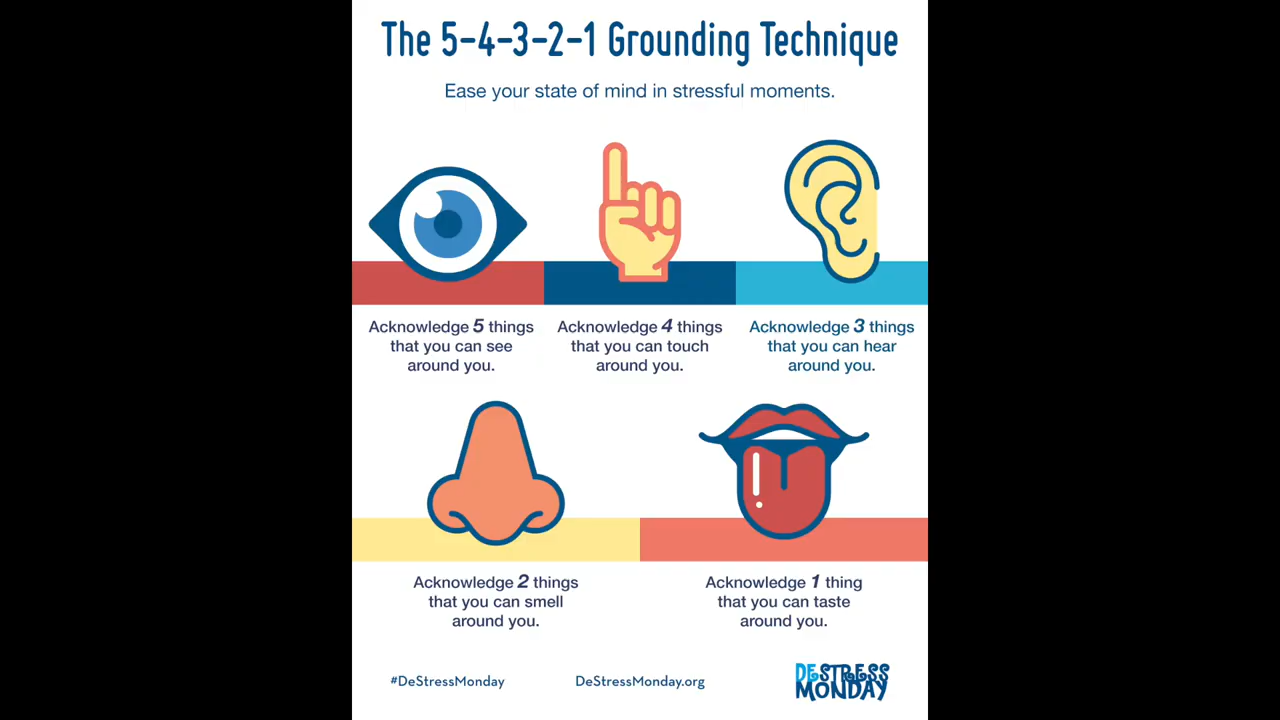 The 5-4-3-2-1 Grounding Technique
Ease your state of mind in stressful moments.
Acknowledge 5 things
that you can see
around you.
Acknowledge 4 things
that you can touch
around you.
Acknowledge 3 things
that you can hear
around you.
Acknowledge 2 things
that you can smell
around you.
Acknowledge 1 thing
that you can taste
around you.
#DeStressMonday
DeStressMonday.org
DESTRESS
MONDAY